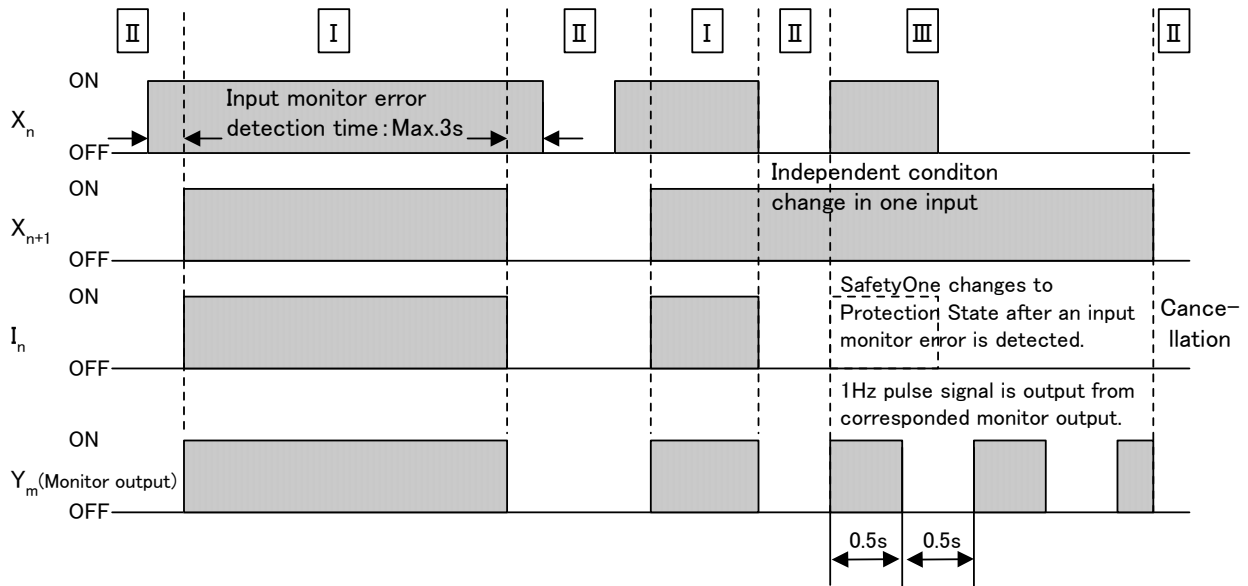 Ⅱ Ⅰ Ⅱ Ⅰ Ⅱ Ⅲ Ⅱ
ON
Xn
OFF
Input monitor error
detection time：Max.3s
ON
Xn+1
OFF
Independent conditon
change in one input
ON
In
OFF
SafetyOne changes to
Protection State after an input
monitor error is detected.
Cance-
llation
1Hz pulse signal is output from
corresponded monitor output.
ON
Ym(Monitor output)
OFF
0.5s 0.5s